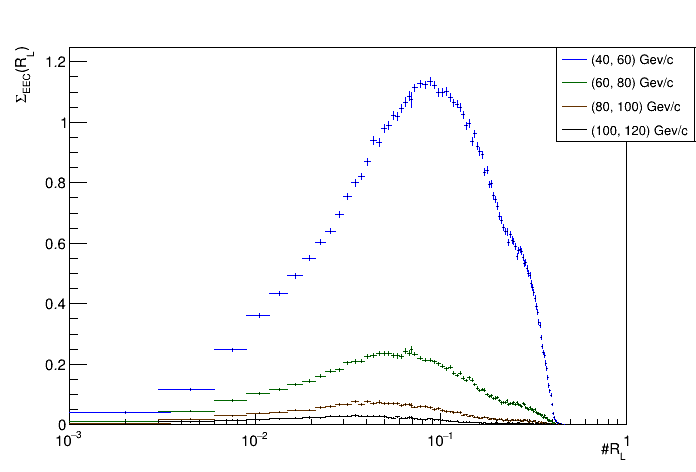 Σ_EEC(R_L)
1.2
1
0.8
0.6
0.4
0.2
0
10⁻³
10⁻²
10⁻¹
1
#R_L
(40, 60) Gev/c
(60, 80) Gev/c
(80, 100) Gev/c
(100, 120) Gev/c